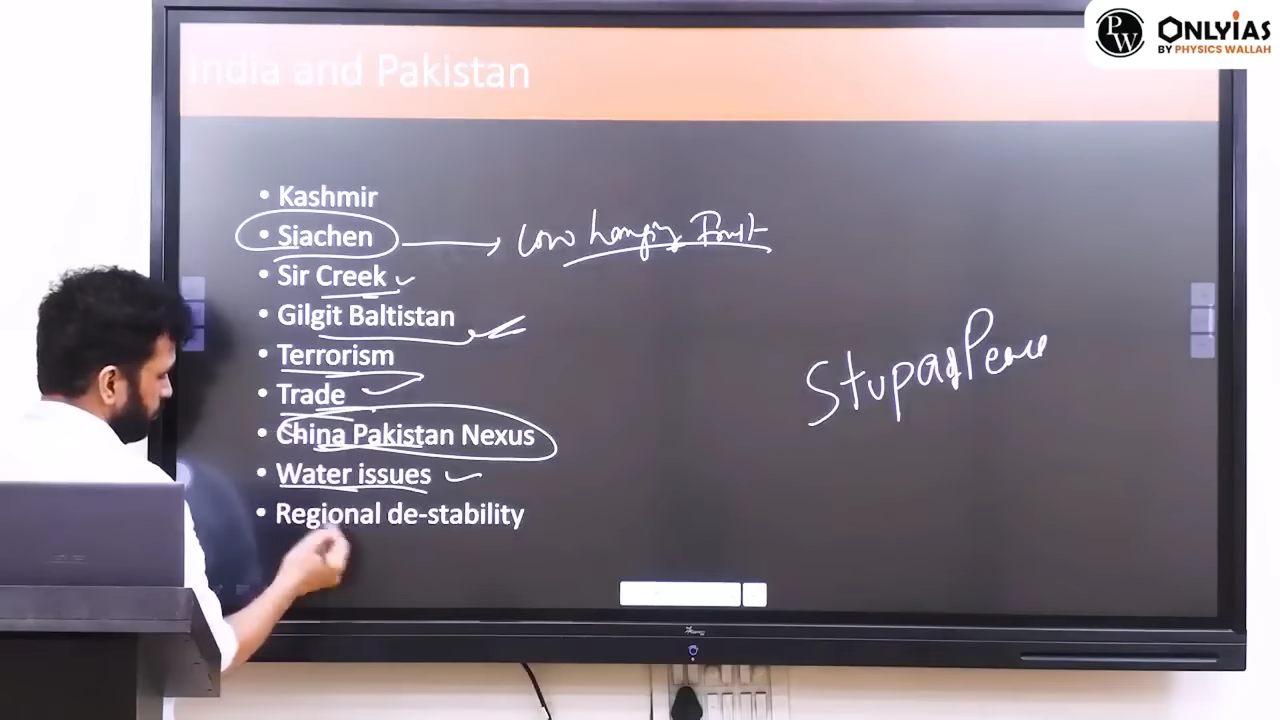 PW
ONLYIAS
BY PHYSICS WALLAH
India and Pakistan
• Kashmir
• Siachen → Low hanging Fruit
• Sir Creek
• Gilgit Baltistan
• Terrorism
• Trade
• China Pakistan Nexus
• Water issues
• Regional de-stability
Stupa of Peace